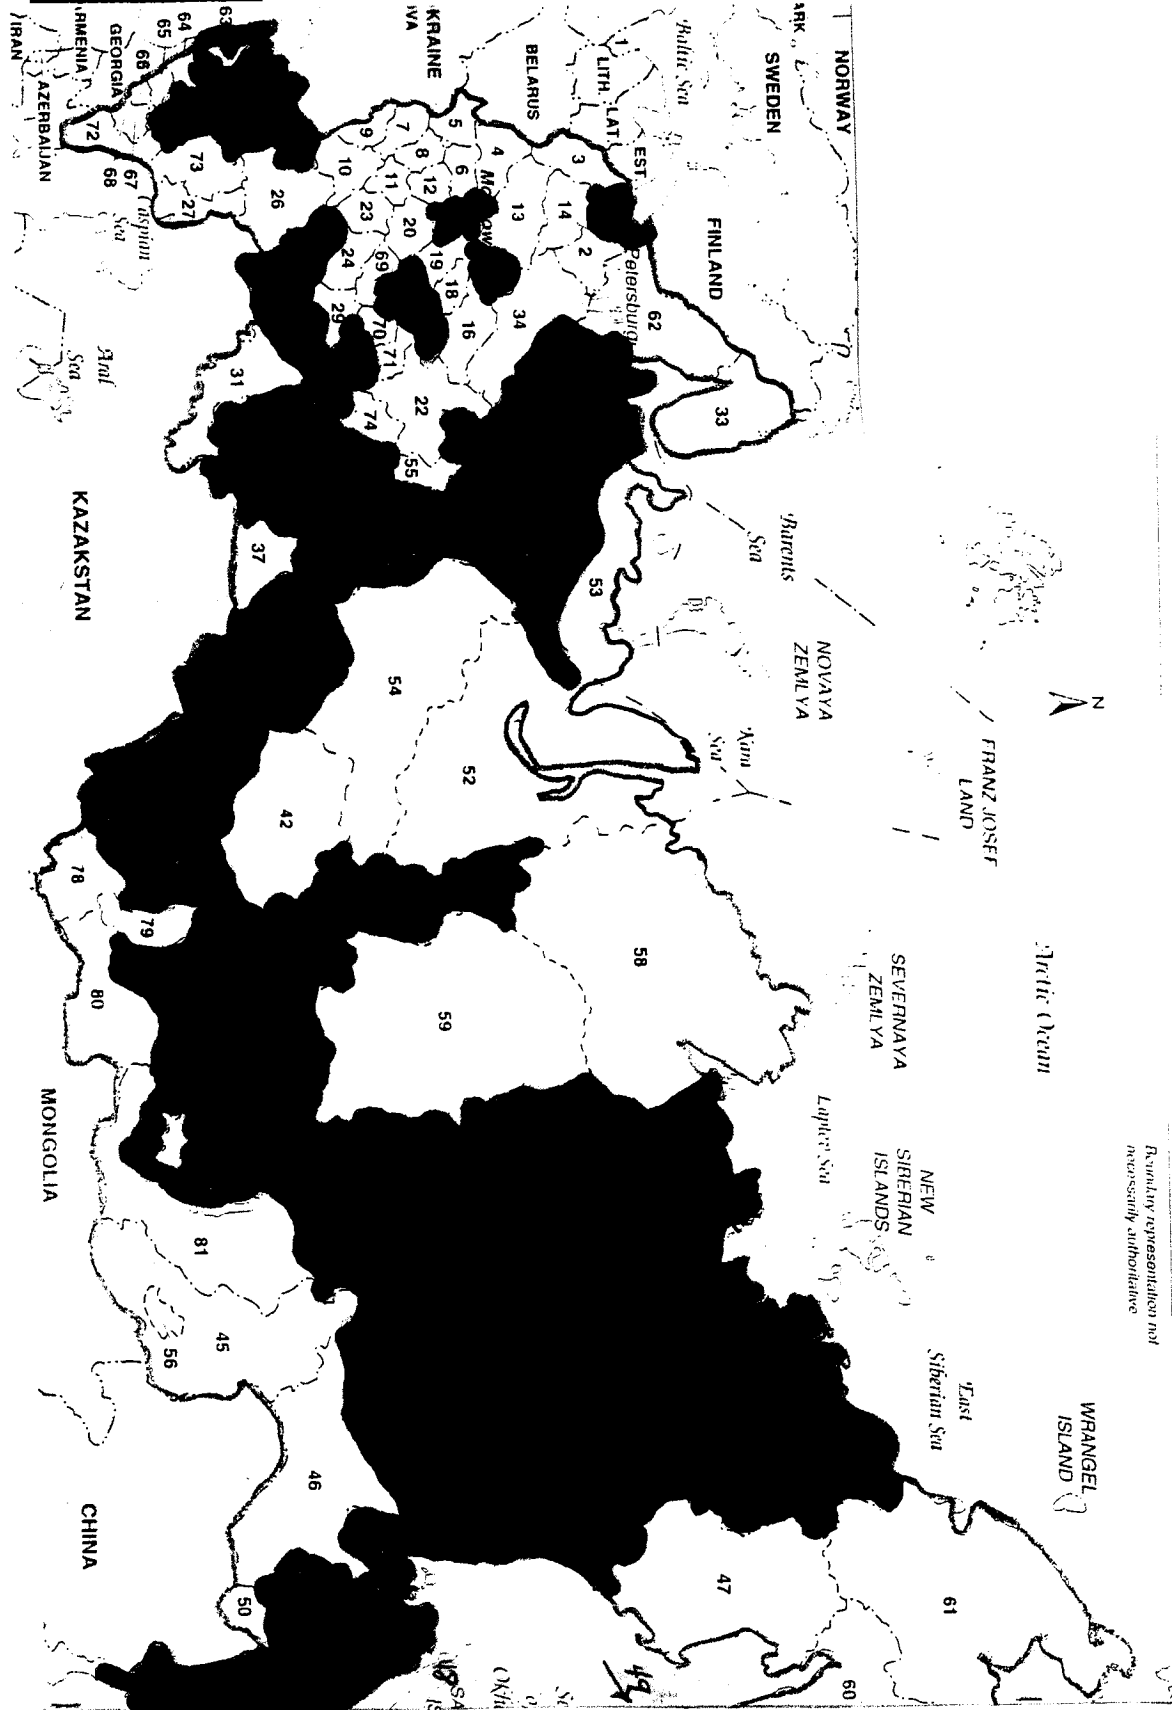 NORWAY
SWEDEN
FINLAND
Baltic Sea
EST
LAT
LITH.
BELARUS
KRAINE
OVA
GEORGIA
ARMENIA
AZERBAIJAN
IRAN
Caspian
Sea
Aral
Sea
KAZAKSTAN
MONGOLIA
CHINA
Petersburg
Barents
Sea
NOVAYA
ZEMLYA
Kara
Sea
FRANZ JOSEF
LAND
N
Arctic Ocean
SEVERNAYA
ZEMLYA
Laptev Sea
NEW
SIBERIAN
ISLANDS
East
Siberian Sea
WRANGEL
ISLAND
Boundary representation not
necessarily authoritative
1
2
3
4
5
6
7
8
9
10
11
12
13
14
16
18
19
20
22
23
24
26
27
29
31
33
34
37
42
45
46
47
48
49
50
52
53
54
55
56
58
59
60
61
62
63
64
65
66
67
68
69
70
71
72
73
74
78
79
80
81